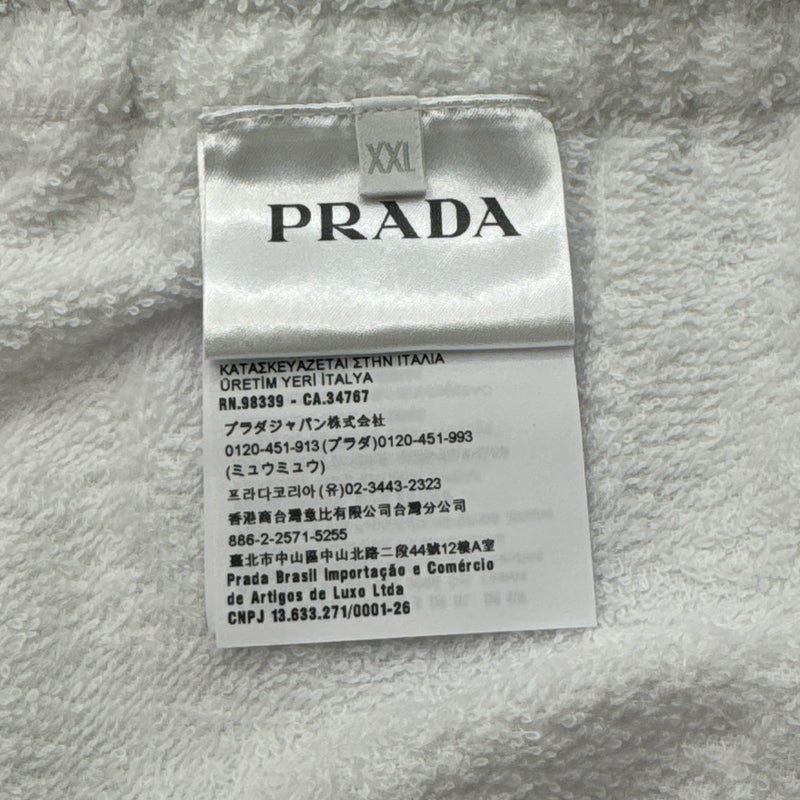 XXL
PRADA
ΚΑΤΑΣΚΕΥΑΖΕΤΑΙ ΣΤΗΝ ΙΤΑΛΙΑ
ÜRETİM YERİ İTALYA
RN.98339 - CA.34767
プラダジャパン株式会社
0120-451-913(プラダ)0120-451-993
(ミュウミュウ)
프라다코리아(유)02-3443-2323
香港商台灣意比有限公司台灣分公司
886-2-2571-5255
臺北市中山區中山北路二段44號12樓A室
Prada Brasil Importação e Comércio
de Artigos de Luxo Ltda
CNPJ 13.633.271/0001-26